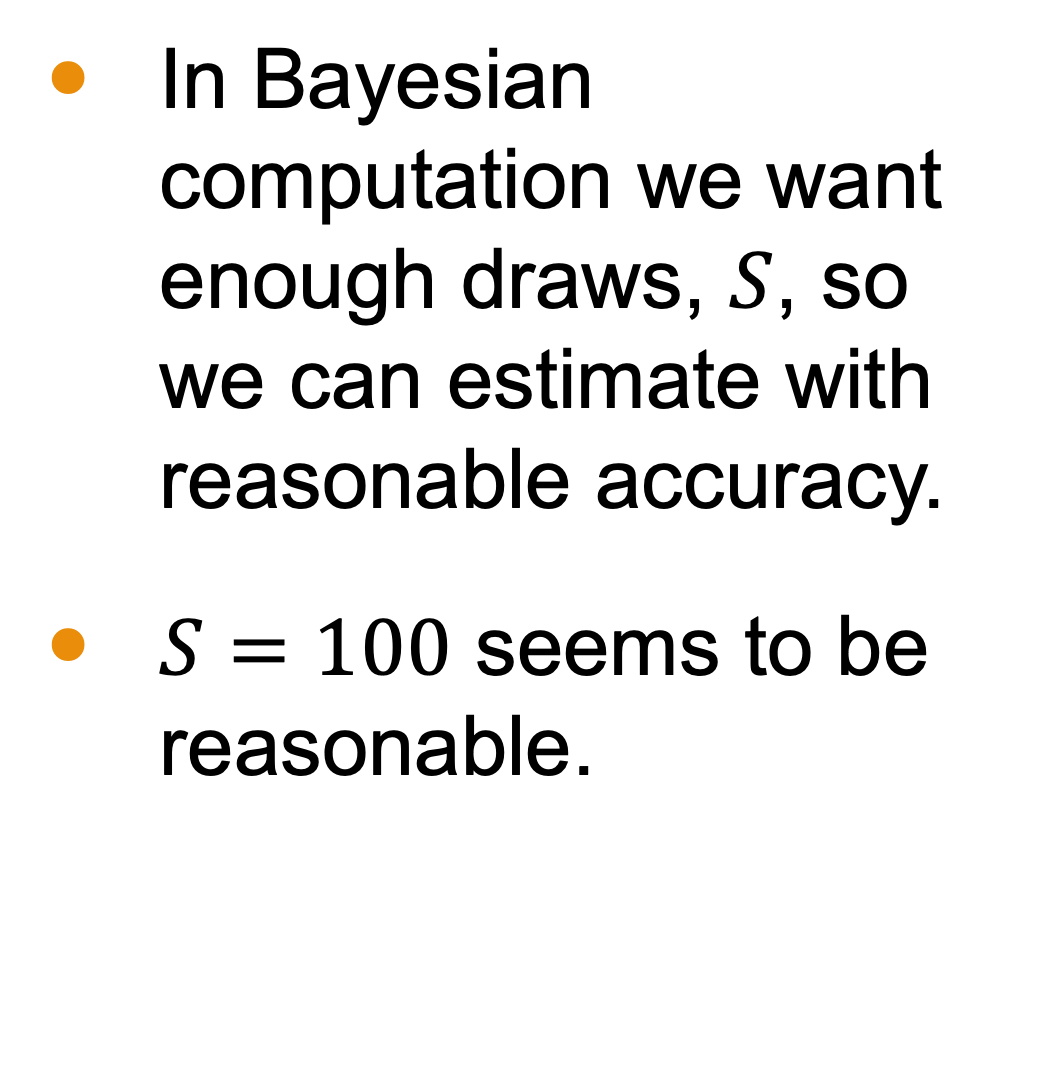 • In Bayesian
computation we want
enough draws, S, so
we can estimate with
reasonable accuracy.
• S = 100 seems to be
reasonable.